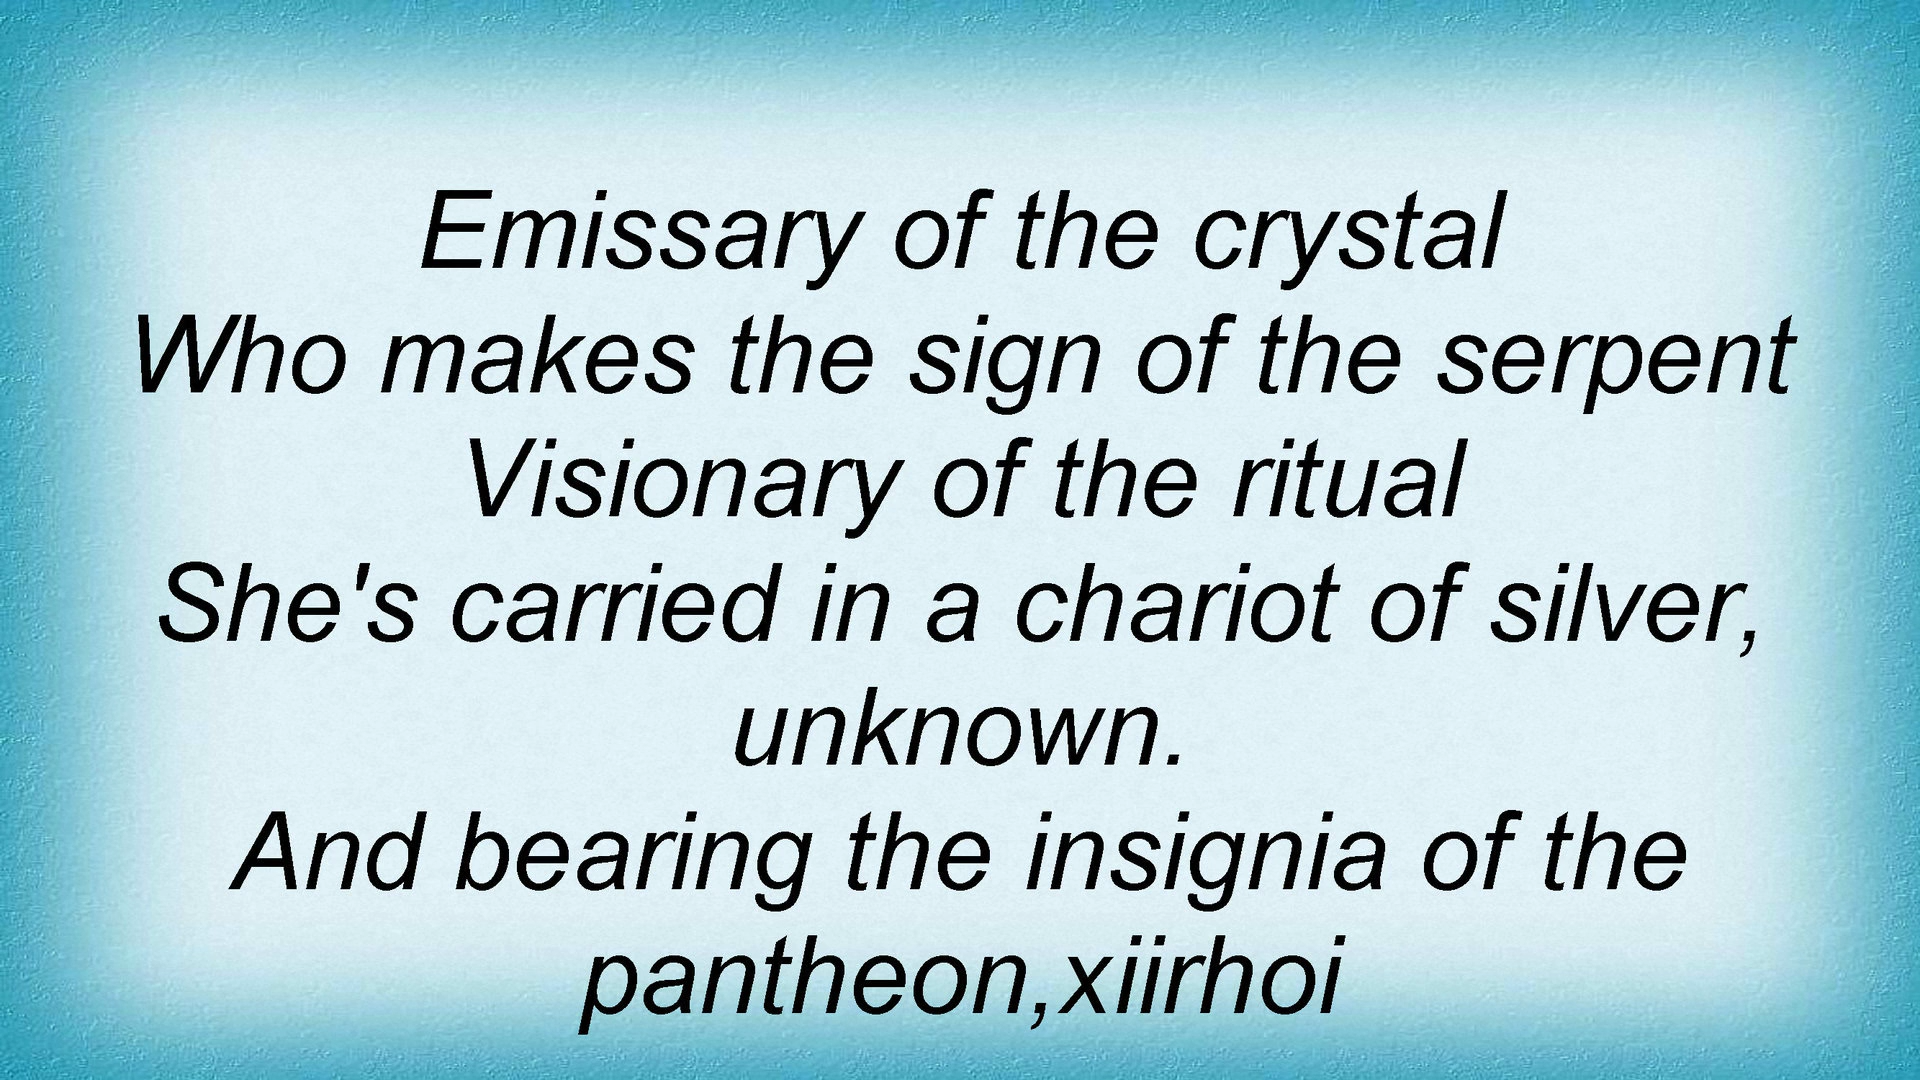 Emissary of the crystal
Who makes the sign of the serpent
Visionary of the ritual
She's carried in a chariot of silver,
unknown.
And bearing the insignia of the
pantheon,xiirhoi